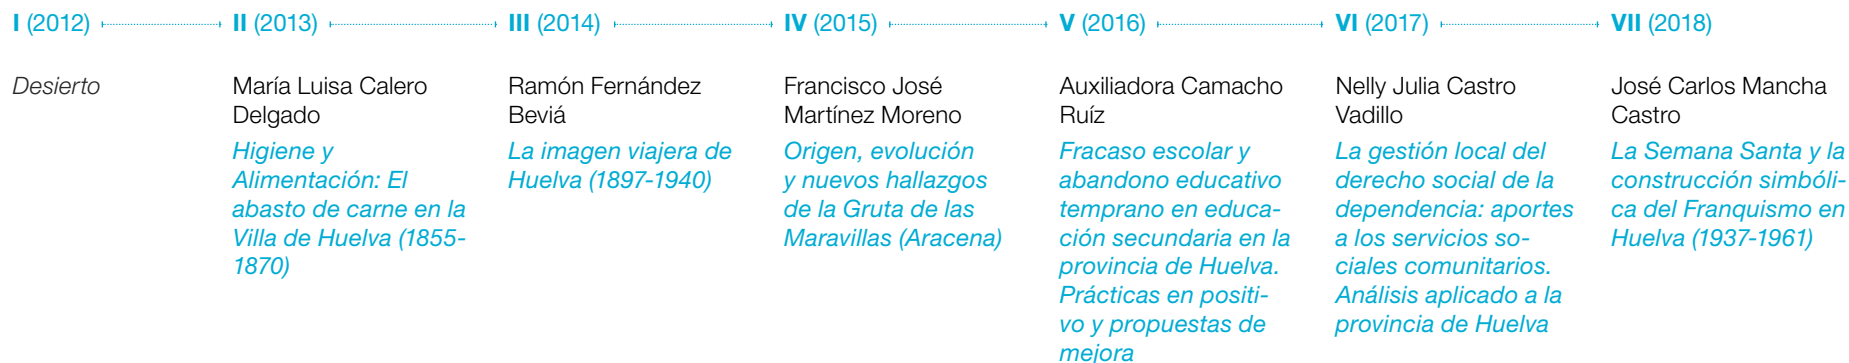 I (2012)
Desierto
II (2013)
María Luisa Calero
Delgado
Higiene y
Alimentación: El
abasto de carne en la
Villa de Huelva (1855-
1870)
III (2014)
Ramón Fernández
Beviá
La imagen viajera de
Huelva (1897-1940)
IV (2015)
Francisco José
Martínez Moreno
Origen, evolución
y nuevos hallazgos
de la Gruta de las
Maravillas (Aracena)
V (2016)
Auxiliadora Camacho
Ruíz
Fracaso escolar y
abandono educativo
temprano en educa-
ción secundaria en la
provincia de Huelva.
Prácticas en positi-
vo y propuestas de
mejora
VI (2017)
Nelly Julia Castro
Vadillo
La gestión local del
derecho social de la
dependencia: aportes
a los servicios so-
ciales comunitarios.
Análisis aplicado a la
provincia de Huelva
VII (2018)
José Carlos Mancha
Castro
La Semana Santa y la
construcción simbóli-
ca del Franquismo en
Huelva (1937-1961)